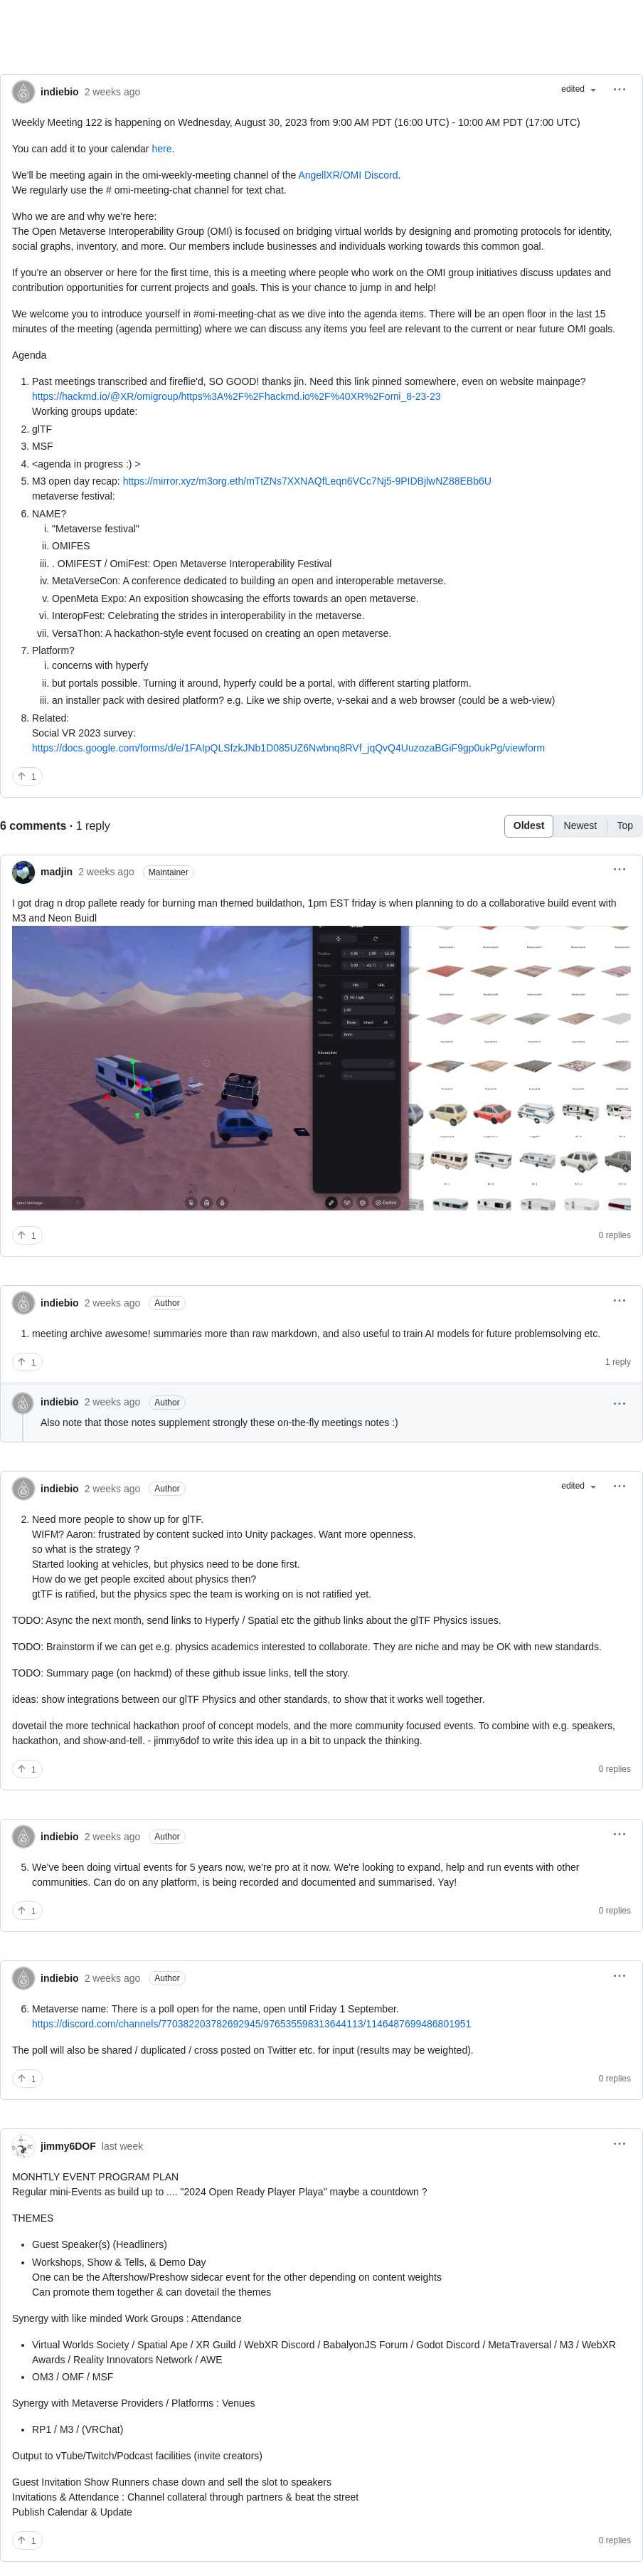 indiebio 2 weeks ago edited
Weekly Meeting 122 is happening on Wednesday, August 30, 2023 from 9:00 AM PDT (16:00 UTC) - 10:00 AM PDT (17:00 UTC)
You can add it to your calendar here.
We'll be meeting again in the omi-weekly-meeting channel of the AngellXR/OMI Discord.
We regularly use the # omi-meeting-chat channel for text chat.
Who we are and why we're here:
The Open Metaverse Interoperability Group (OMI) is focused on bridging virtual worlds by designing and promoting protocols for identity,
social graphs, inventory, and more. Our members include businesses and individuals working towards this common goal.
If you're an observer or here for the first time, this is a meeting where people who work on the OMI group initiatives discuss updates and
contribution opportunities for current projects and goals. This is your chance to jump in and help!
We welcome you to introduce yourself in #omi-meeting-chat as we dive into the agenda items. There will be an open floor in the last 15
minutes of the meeting (agenda permitting) where we can discuss any items you feel are relevant to the current or near future OMI goals.
Agenda
1. Past meetings transcribed and fireflie'd, SO GOOD! thanks jin. Need this link pinned somewhere, even on website mainpage?
https://hackmd.io/@XR/omigroup/https%3A%2F%2Fhackmd.io%2F%40XR%2Fomi_8-23-23
Working groups update:
2. glTF
3. MSF
4. <agenda in progress :) >
5. M3 open day recap: https://mirror.xyz/m3org.eth/mTtZNs7XXNAQfLeqn6VCc7Nj5-9PIDBjlwNZ88EBb6U
metaverse festival:
6. NAME?
i. "Metaverse festival"
ii. OMIFES
iii. . OMIFEST / OmiFest: Open Metaverse Interoperability Festival
iv. MetaVerseCon: A conference dedicated to building an open and interoperable metaverse.
v. OpenMeta Expo: An exposition showcasing the efforts towards an open metaverse.
vi. InteropFest: Celebrating the strides in interoperability in the metaverse.
vii. VersaThon: A hackathon-style event focused on creating an open metaverse.
7. Platform?
i. concerns with hyperfy
ii. but portals possible. Turning it around, hyperfy could be a portal, with different starting platform.
iii. an installer pack with desired platform? e.g. Like we ship overte, v-sekai and a web browser (could be a web-view)
8. Related:
Social VR 2023 survey:
https://docs.google.com/forms/d/e/1FAIpQLSfzkJNb1D085UZ6Nwbnq8RVf_jqQvQ4UuzozaBGiF9gp0ukPg/viewform
1
6 comments · 1 reply Oldest Newest Top
madjin 2 weeks ago Maintainer
I got drag n drop pallete ready for burning man themed buildathon, 1pm EST friday is when planning to do a collaborative build event with
M3 and Neon Buidl
1 0 replies
indiebio 2 weeks ago Author
1. meeting archive awesome! summaries more than raw markdown, and also useful to train AI models for future problemsolving etc.
1 1 reply
indiebio 2 weeks ago Author
Also note that those notes supplement strongly these on-the-fly meetings notes :)
indiebio 2 weeks ago Author edited
2. Need more people to show up for glTF.
WIFM? Aaron: frustrated by content sucked into Unity packages. Want more openness.
so what is the strategy ?
Started looking at vehicles, but physics need to be done first.
How do we get people excited about physics then?
gtTF is ratified, but the physics spec the team is working on is not ratified yet.
TODO: Async the next month, send links to Hyperfy / Spatial etc the github links about the glTF Physics issues.
TODO: Brainstorm if we can get e.g. physics academics interested to collaborate. They are niche and may be OK with new standards.
TODO: Summary page (on hackmd) of these github issue links, tell the story.
ideas: show integrations between our glTF Physics and other standards, to show that it works well together.
dovetail the more technical hackathon proof of concept models, and the more community focused events. To combine with e.g. speakers,
hackathon, and show-and-tell. - jimmy6dof to write this idea up in a bit to unpack the thinking.
1 0 replies
indiebio 2 weeks ago Author
5. We've been doing virtual events for 5 years now, we're pro at it now. We're looking to expand, help and run events with other
communities. Can do on any platform, is being recorded and documented and summarised. Yay!
1 0 replies
indiebio 2 weeks ago Author
6. Metaverse name: There is a poll open for the name, open until Friday 1 September.
https://discord.com/channels/770382203782692945/976535598313644113/1146487699486801951
The poll will also be shared / duplicated / cross posted on Twitter etc. for input (results may be weighted).
1 0 replies
jimmy6DOF last week
MONHTLY EVENT PROGRAM PLAN
Regular mini-Events as build up to .... "2024 Open Ready Player Playa" maybe a countdown ?
THEMES
• Guest Speaker(s) (Headliners)
• Workshops, Show & Tells, & Demo Day
One can be the Aftershow/Preshow sidecar event for the other depending on content weights
Can promote them together & can dovetail the themes
Synergy with like minded Work Groups : Attendance
• Virtual Worlds Society / Spatial Ape / XR Guild / WebXR Discord / BabalyonJS Forum / Godot Discord / MetaTraversal / M3 / WebXR
Awards / Reality Innovators Network / AWE
• OM3 / OMF / MSF
Synergy with Metaverse Providers / Platforms : Venues
• RP1 / M3 / (VRChat)
Output to vTube/Twitch/Podcast facilities (invite creators)
Guest Invitation Show Runners chase down and sell the slot to speakers
Invitations & Attendance : Channel collateral through partners & beat the street
Publish Calendar & Update
1 0 replies